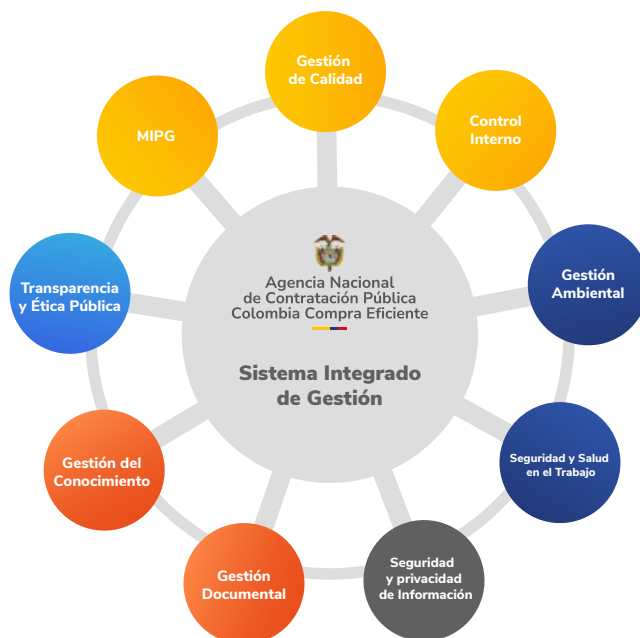 Gestión
de Calidad
Control
Interno
MIPG
Gestión
Ambiental
Transparencia
y Ética Pública
Agencia Nacional
de Contratación Pública
Colombia Compra Eficiente
Sistema Integrado
de Gestión
Seguridad y Salud
en el Trabajo
Gestión del
Conocimiento
Seguridad
y privacidad
de Información
Gestión
Documental